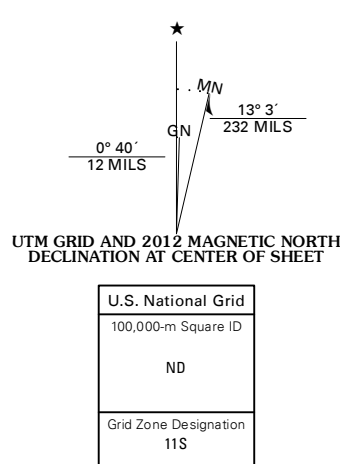 ★
MN
GN
13° 3´
232 MILS
0° 40´
12 MILS
UTM GRID AND 2012 MAGNETIC NORTH
DECLINATION AT CENTER OF SHEET
U.S. National Grid
100,000-m Square ID
ND
Grid Zone Designation
11S